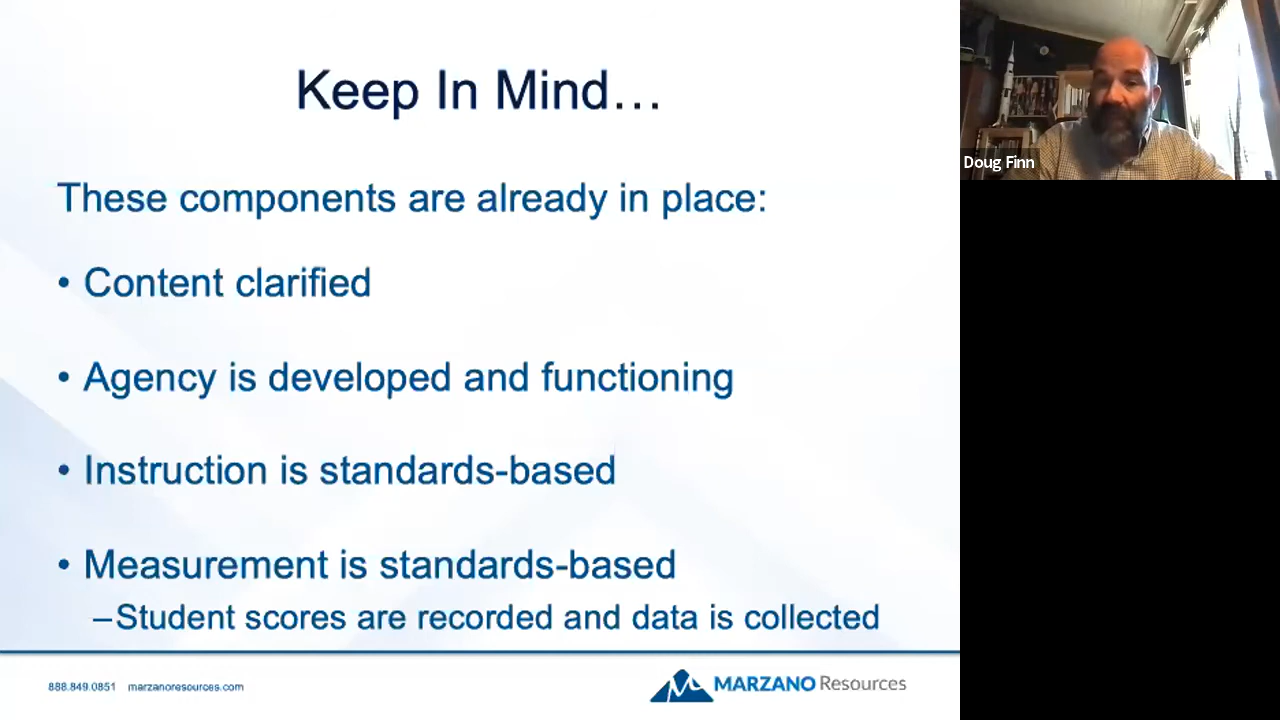 Keep In Mind…
These components are already in place:
• Content clarified
• Agency is developed and functioning
• Instruction is standards-based
• Measurement is standards-based
–Student scores are recorded and data is collected
888.849.0851 marzanoresources.com
MARZANO Resources
Doug Finn